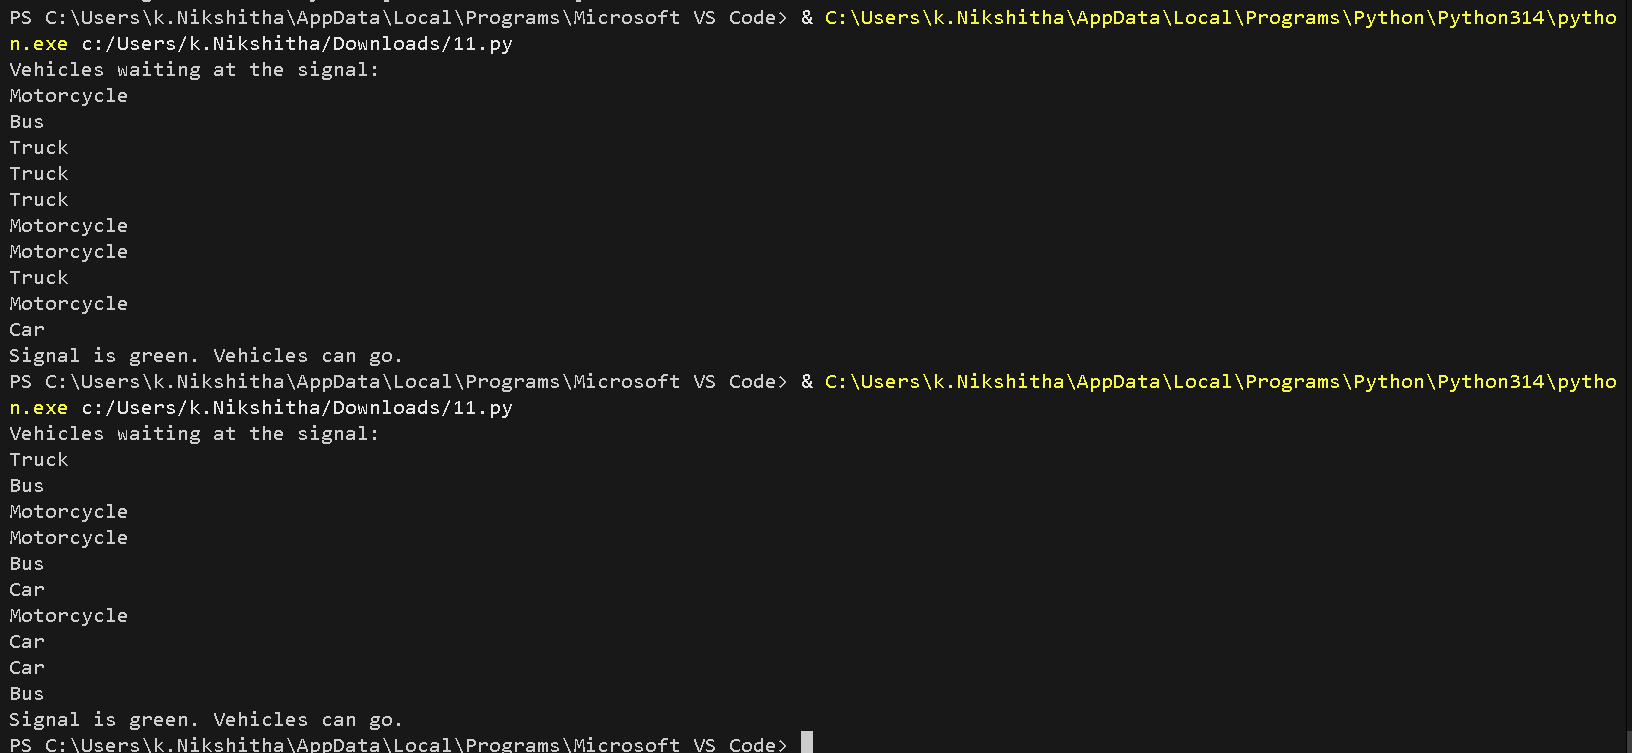 PS C:\Users\k.Nikshitha\AppData\Local\Programs\Microsoft VS Code> & C:\Users\k.Nikshitha\AppData\Local\Programs\Python\Python314\pytho
n.exe c:/Users/k.Nikshitha/Downloads/11.py
Vehicles waiting at the signal:
Motorcycle
Bus
Truck
Truck
Truck
Motorcycle
Motorcycle
Truck
Motorcycle
Car
Signal is green. Vehicles can go.
PS C:\Users\k.Nikshitha\AppData\Local\Programs\Microsoft VS Code> & C:\Users\k.Nikshitha\AppData\Local\Programs\Python\Python314\pytho
n.exe c:/Users/k.Nikshitha/Downloads/11.py
Vehicles waiting at the signal:
Truck
Bus
Motorcycle
Motorcycle
Bus
Car
Motorcycle
Car
Car
Bus
Signal is green. Vehicles can go.
PS C:\Users\k.Nikshitha\AppData\Local\Programs\Microsoft VS Code>